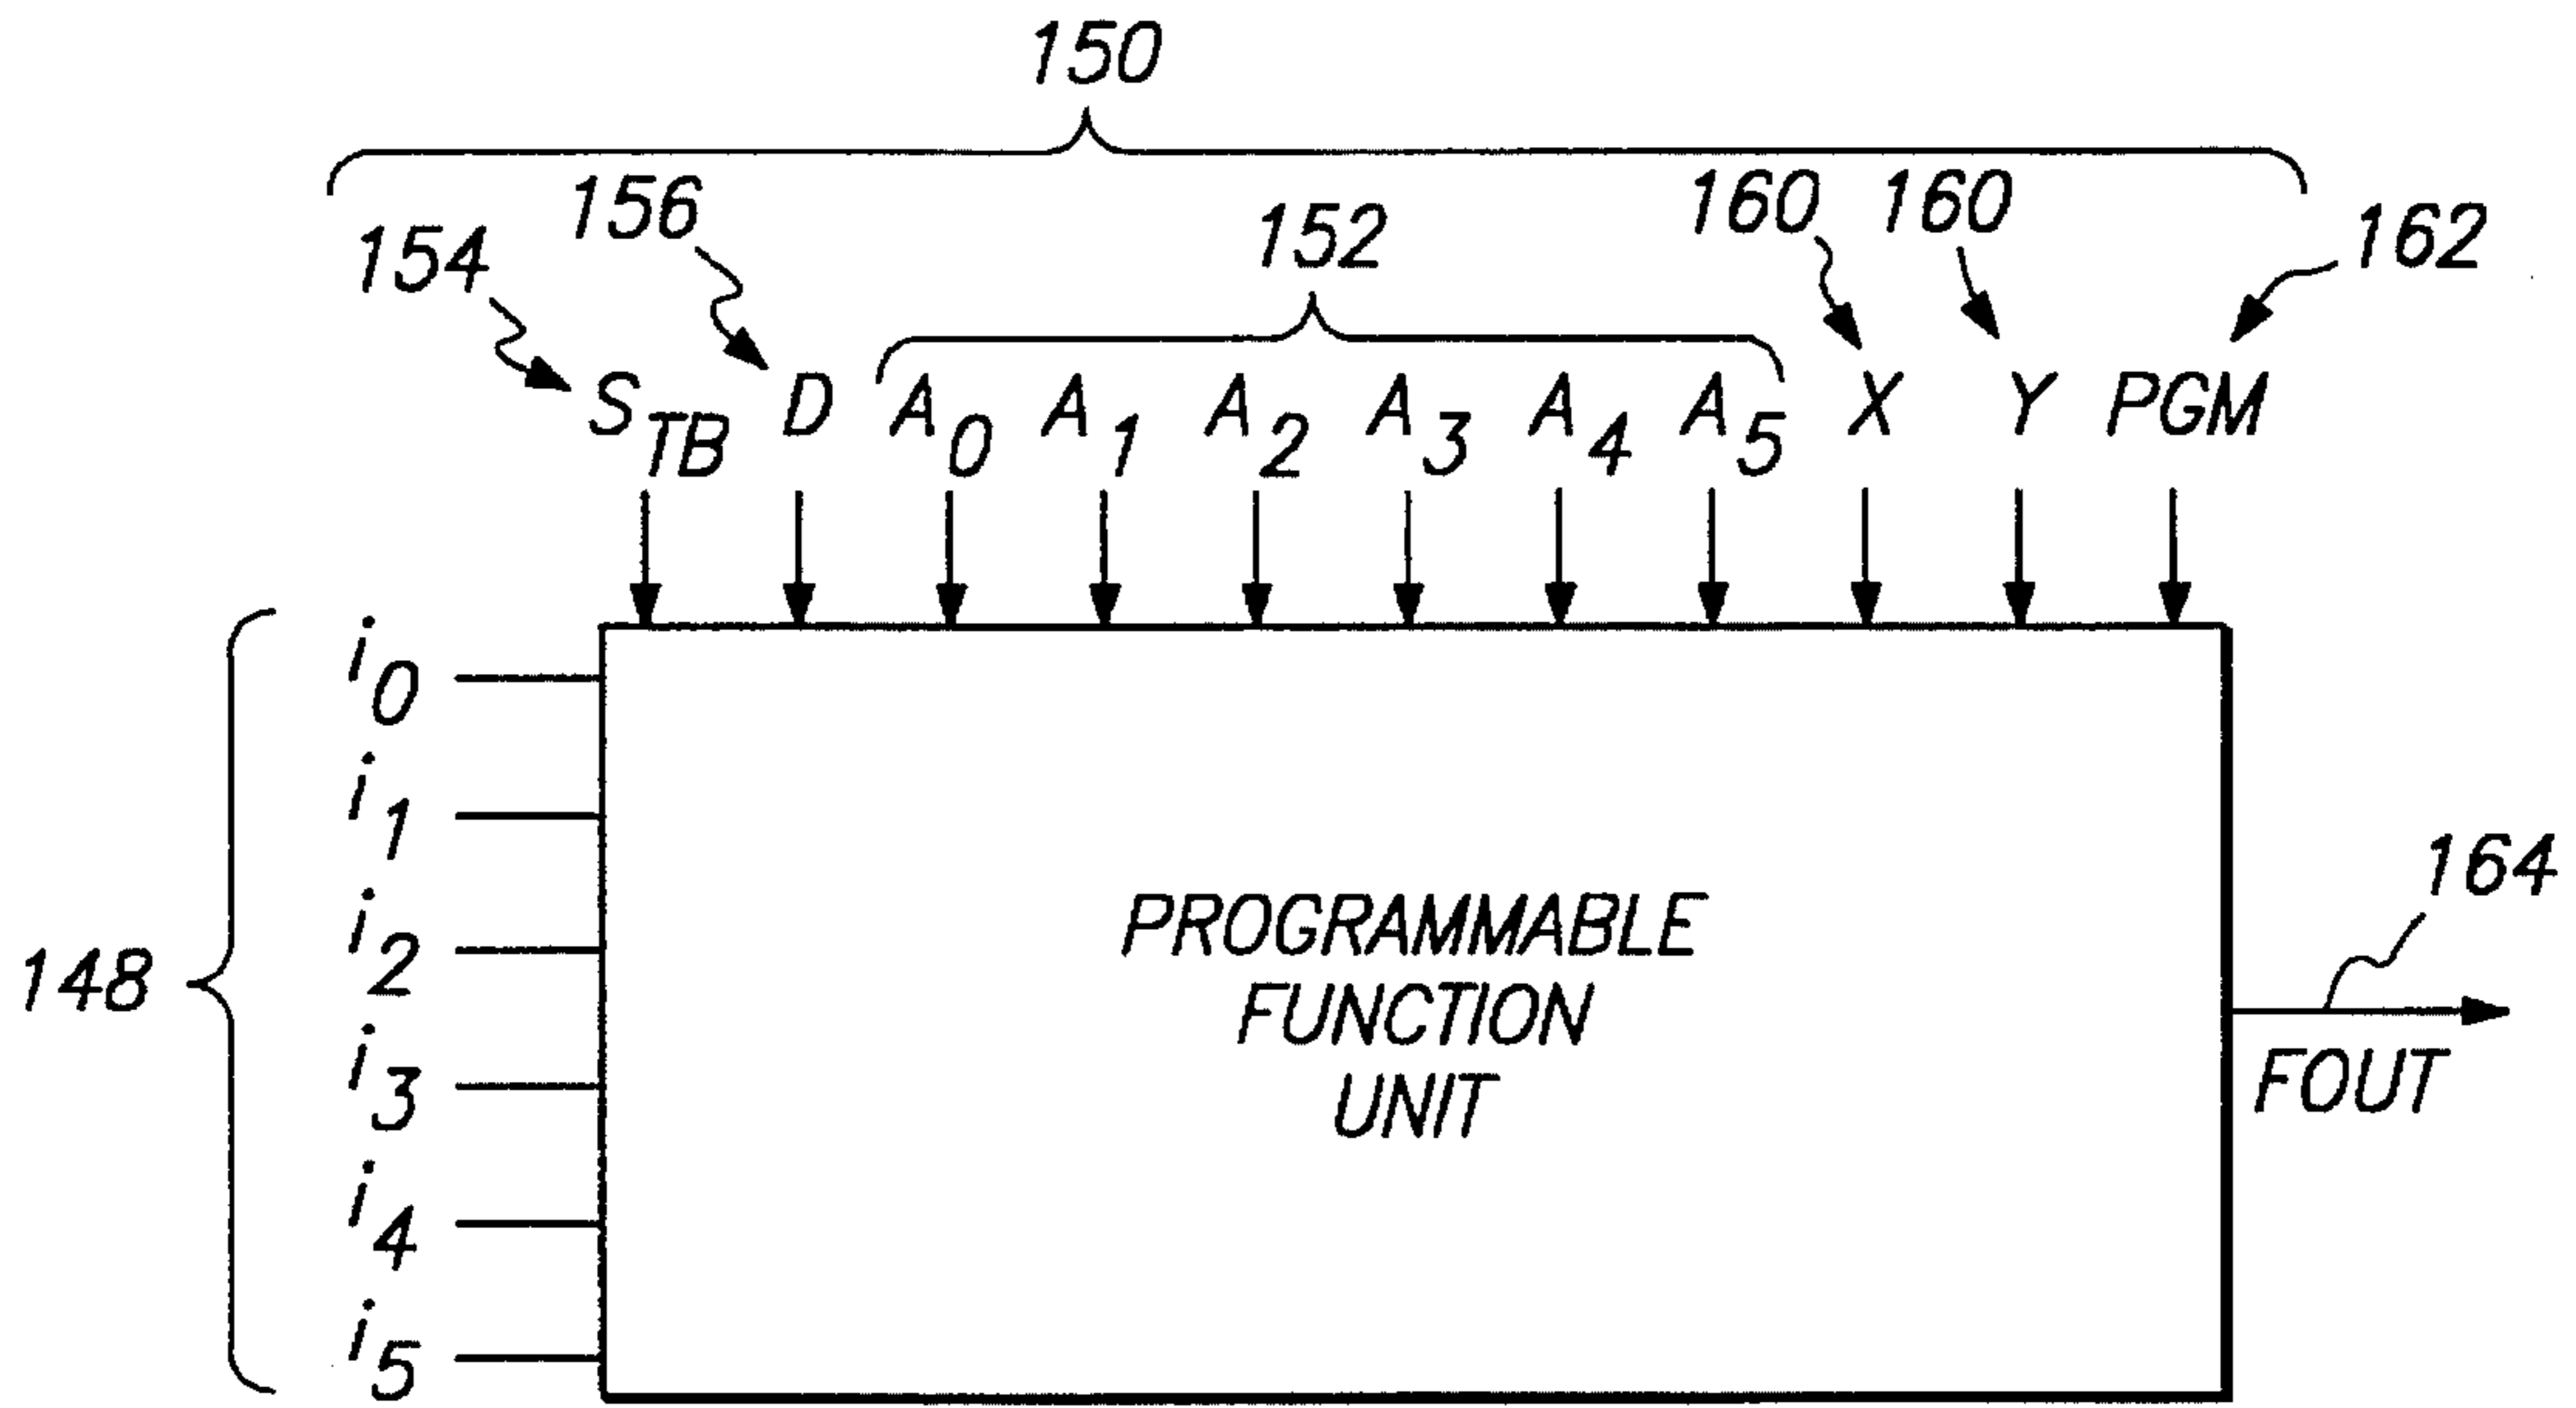 150
154 156 152 160 160 162
S_TB D A_0 A_1 A_2 A_3 A_4 A_5 X Y PGM
148
i_0
i_1
i_2
i_3
i_4
i_5
PROGRAMMABLE
FUNCTION
UNIT
164
FOUT